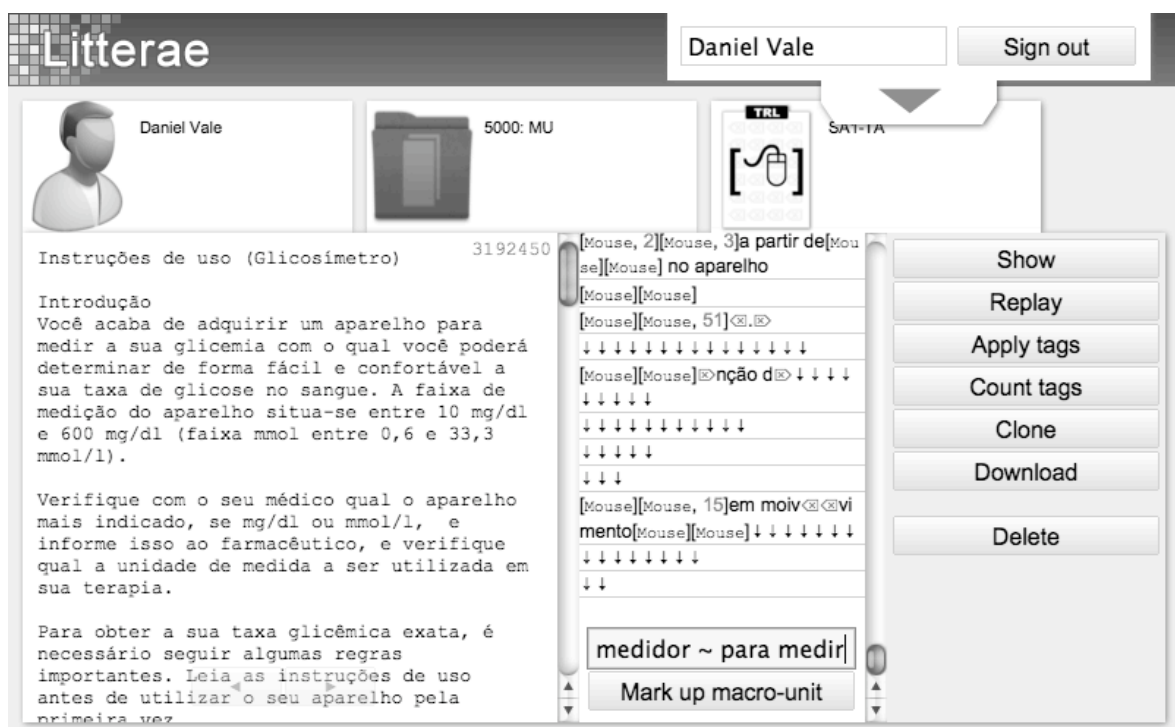 Litterae
Daniel Vale
Sign out
Daniel Vale
5000: MU
TRL
SA1-TA
3192450
Instruções de uso (Glicosímetro)
Introdução
Você acaba de adquirir um aparelho para
medir a sua glicemia com o qual você poderá
determinar de forma fácil e confortável a
sua taxa de glicose no sangue. A faixa de
medição do aparelho situa-se entre 10 mg/dl
e 600 mg/dl (faixa mmol entre 0,6 e 33,3
mmol/l).
Verifique com o seu médico qual o aparelho
mais indicado, se mg/dl ou mmol/l, e
informe isso ao farmacêutico, e verifique
qual a unidade de medida a ser utilizada em
sua terapia.
Para obter a sua taxa glicêmica exata, é
necessário seguir algumas regras
importantes. Leia as instruções de uso
antes de utilizar o seu aparelho pela
primeira vez
[Mouse, 2][Mouse, 3]a partir de[Mou
se][Mouse] no aparelho
[Mouse][Mouse]
[Mouse][Mouse, 51]⌫.⌦
↓↓↓↓↓↓↓↓↓↓↓↓↓↓↓
[Mouse][Mouse]⌦nção d⌦↓↓↓↓
↓↓↓↓↓
↓↓↓↓↓↓↓↓↓↓↓
↓↓↓↓↓
↓↓↓
[Mouse][Mouse, 15]em moiv⌫⌫vi
mento[Mouse][Mouse]↓↓↓↓↓↓↓
↓↓↓↓↓↓↓↓
↓↓
medidor ~ para medir
Mark up macro-unit
Show
Replay
Apply tags
Count tags
Clone
Download
Delete